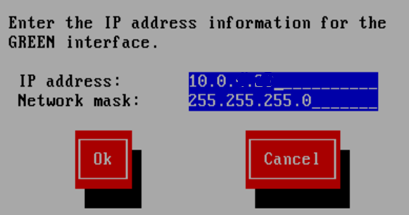 Enter the IP address information for the
GREEN interface.
IP address: 10.0.
Network mask: 255.255.255.0_______
Ok Cancel